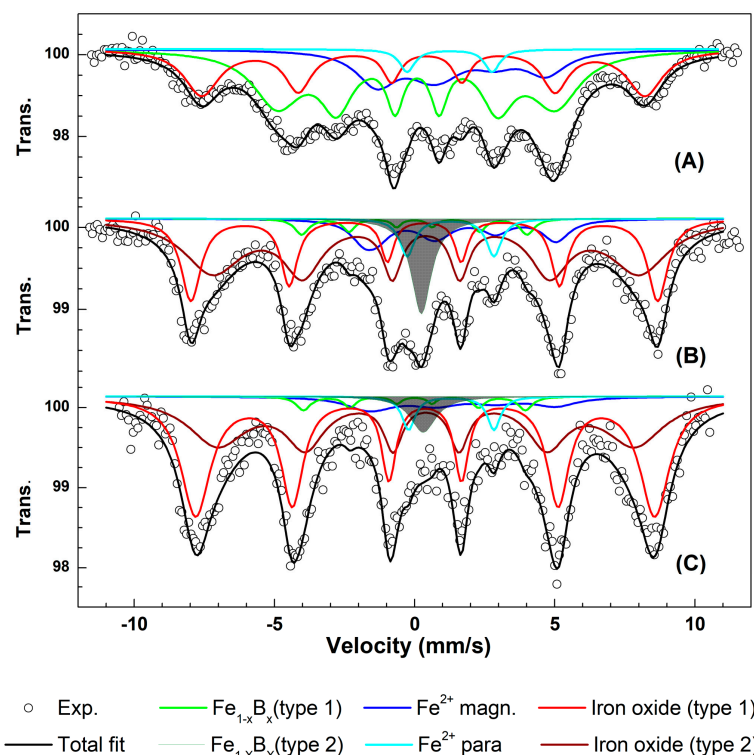 100
98
Trans.
(A)
100
99
Trans.
(B)
100
99
98
Trans.
(C)
-10 -5 0 5 10
Velocity (mm/s)
Exp. Fe1-xBx(type 1) Fe2+ magn. Iron oxide (type 1)
Total fit Fe1-xBx(type 2) Fe2+ para Iron oxide (type 2)